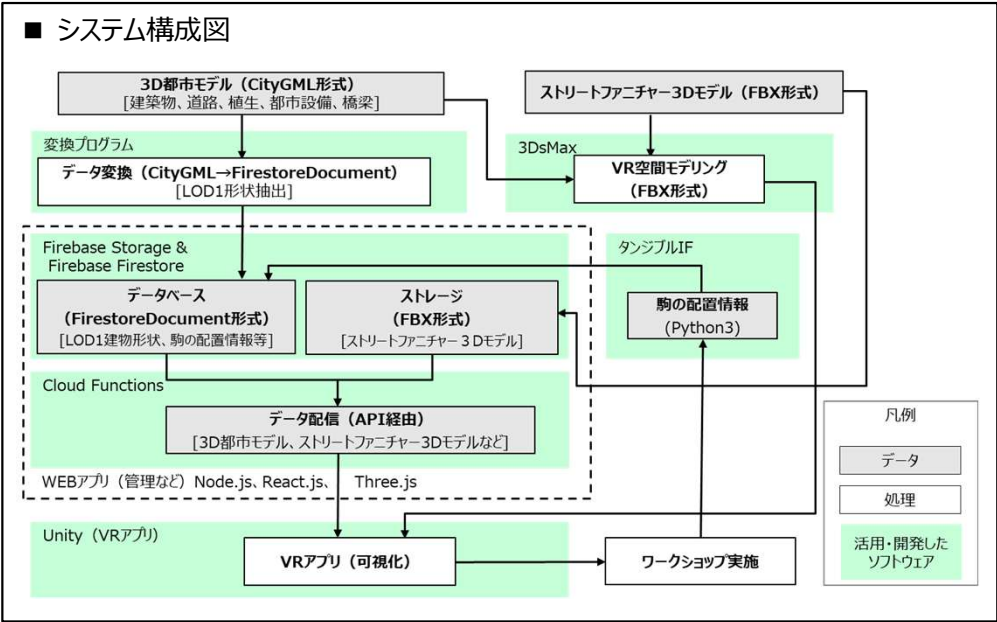 ■ システム構成図
3D都市モデル（CityGML形式）
[建築物、道路、植生、都市設備、橋梁]
ストリートファニチャー3Dモデル（FBX形式）
変換プログラム
データ変換（CityGML→FirestoreDocument）
[LOD1形状抽出]
3DsMax
VR空間モデリング
（FBX形式）
Firebase Storage &
Firebase Firestore
データベース
（FirestoreDocument形式）
[LOD1建物形状、駒の配置情報等]
ストレージ
（FBX形式）
[ストリートファニチャー３Dモデル]
タンジブルIF
駒の配置情報
(Python3)
Cloud Functions
データ配信（API経由）
[3D都市モデル、ストリートファニチャー3Dモデルなど]
WEBアプリ（管理など）Node.js、React.js、 Three.js
Unity（VRアプリ）
VRアプリ（可視化）
ワークショップ実施
凡例
データ
処理
活用・開発した
ソフトウェア